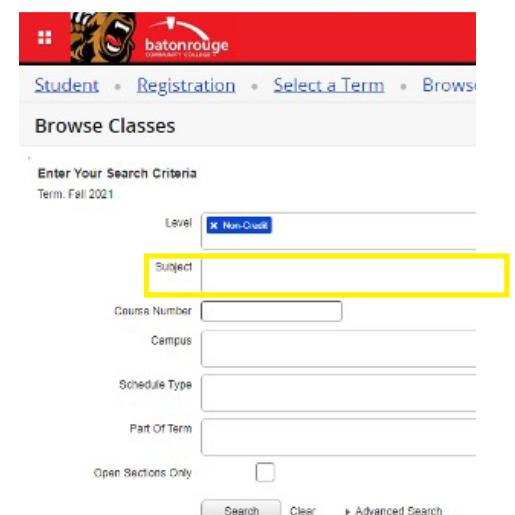 batonrouge
COMMUNITY COLLEGE
Student • Registration • Select a Term • Browse
Browse Classes
Enter Your Search Criteria
Term: Fall 2021
Level × Non-Credit
Subject
Course Number
Campus
Schedule Type
Part Of Term
Open Sections Only
Search Clear ▸ Advanced Search